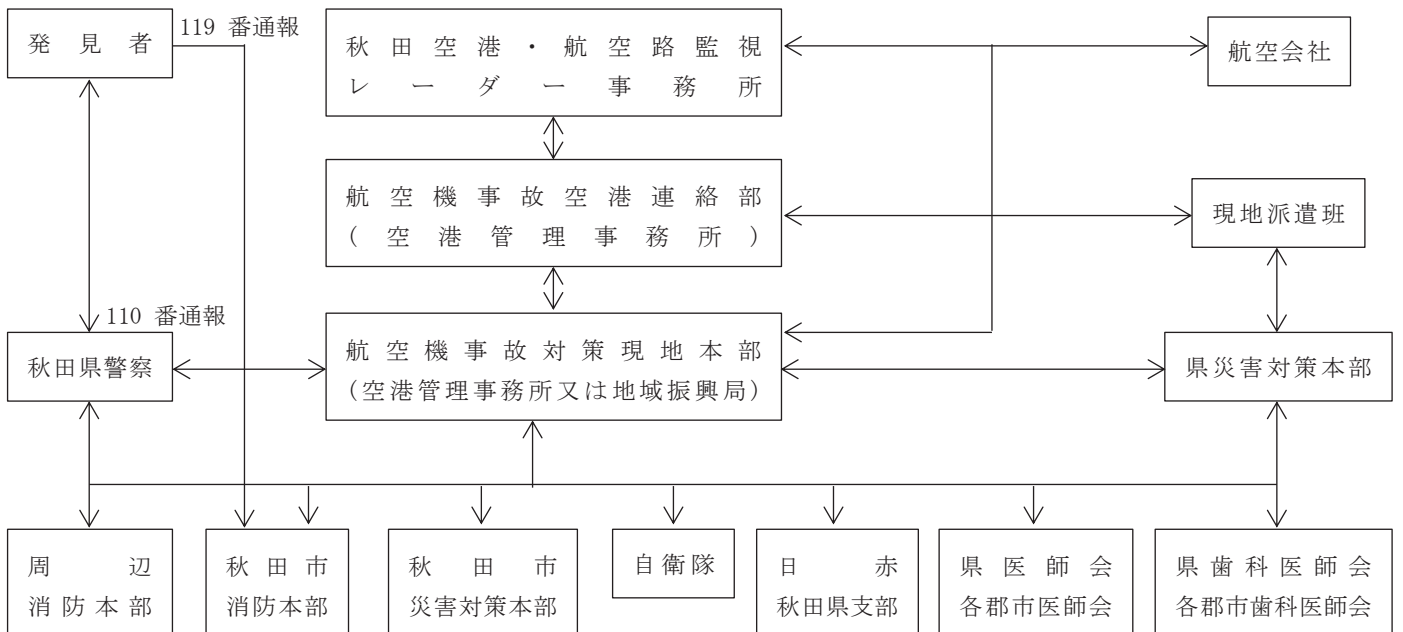 119 番通報
発見者
秋田空港・航空路監視
レーダー事務所
航空会社
航空機事故空港連絡部
(空港管理事務所)
現地派遣班
110 番通報
秋田県警察
航空機事故対策現地本部
(空港管理事務所又は地域振興局)
県災害対策本部
周辺
消防本部
秋田市
消防本部
秋田市
災害対策本部
自衛隊
日赤
秋田県支部
県医師会
各郡市医師会
県歯科医師会
各郡市歯科医師会